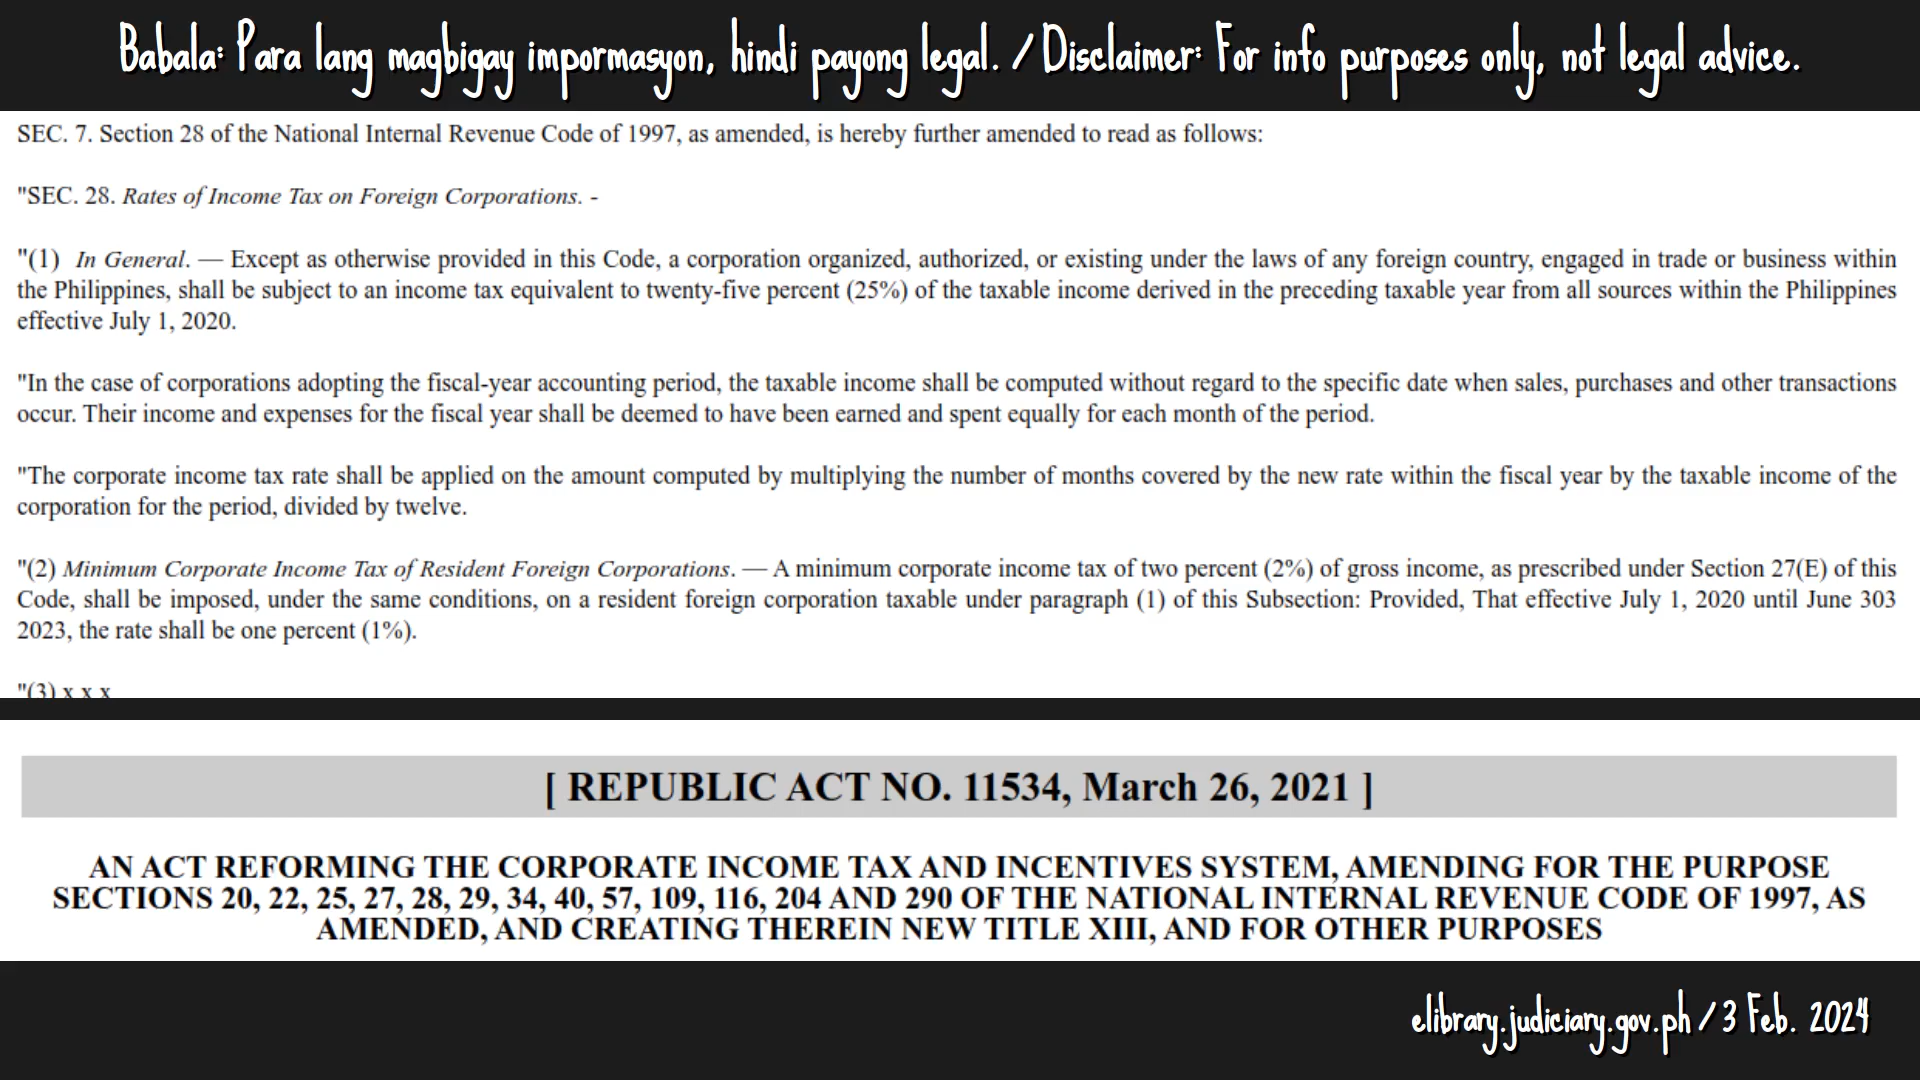 Babala: Para lang magbigay impormasyon, hindi payong legal. / Disclaimer: For info purposes only, not legal advice.
SEC. 7. Section 28 of the National Internal Revenue Code of 1997, as amended, is hereby further amended to read as follows:
"SEC. 28. Rates of Income Tax on Foreign Corporations. -
"(1) In General. — Except as otherwise provided in this Code, a corporation organized, authorized, or existing under the laws of any foreign country, engaged in trade or business within
the Philippines, shall be subject to an income tax equivalent to twenty-five percent (25%) of the taxable income derived in the preceding taxable year from all sources within the Philippines
effective July 1, 2020.
"In the case of corporations adopting the fiscal-year accounting period, the taxable income shall be computed without regard to the specific date when sales, purchases and other transactions
occur. Their income and expenses for the fiscal year shall be deemed to have been earned and spent equally for each month of the period.
"The corporate income tax rate shall be applied on the amount computed by multiplying the number of months covered by the new rate within the fiscal year by the taxable income of the
corporation for the period, divided by twelve.
"(2) Minimum Corporate Income Tax of Resident Foreign Corporations. — A minimum corporate income tax of two percent (2%) of gross income, as prescribed under Section 27(E) of this
Code, shall be imposed, under the same conditions, on a resident foreign corporation taxable under paragraph (1) of this Subsection: Provided, That effective July 1, 2020 until June 303
2023, the rate shall be one percent (1%).
"(3) x x x
[ REPUBLIC ACT NO. 11534, March 26, 2021 ]
AN ACT REFORMING THE CORPORATE INCOME TAX AND INCENTIVES SYSTEM, AMENDING FOR THE PURPOSE
SECTIONS 20, 22, 25, 27, 28, 29, 34, 40, 57, 109, 116, 204 AND 290 OF THE NATIONAL INTERNAL REVENUE CODE OF 1997, AS
AMENDED, AND CREATING THEREIN NEW TITLE XIII, AND FOR OTHER PURPOSES
elibrary.judiciary.gov.ph / 3 Feb. 2024